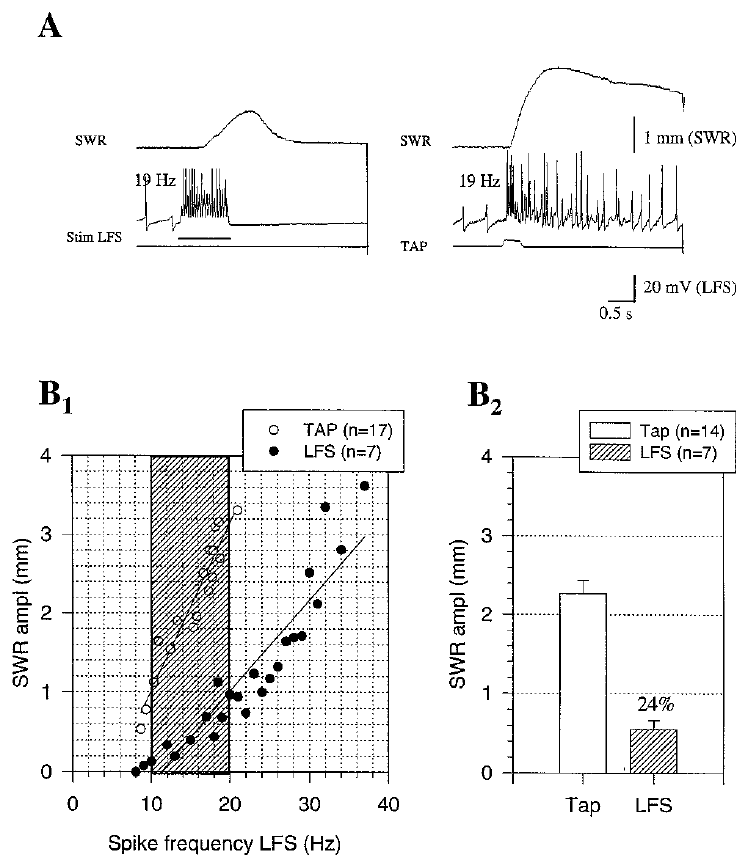 A
SWR
SWR
1 mm (SWR)
19 Hz
19 Hz
Stim LFS
TAP
20 mV (LFS)
0.5 s
B1
TAP (n=17)
LFS (n=7)
4
3
2
1
0
SWR ampl (mm)
0 10 20 30 40
Spike frequency LFS (Hz)
B2
Tap (n=14)
LFS (n=7)
4
3
2
1
0
SWR ampl (mm)
24%
Tap LFS